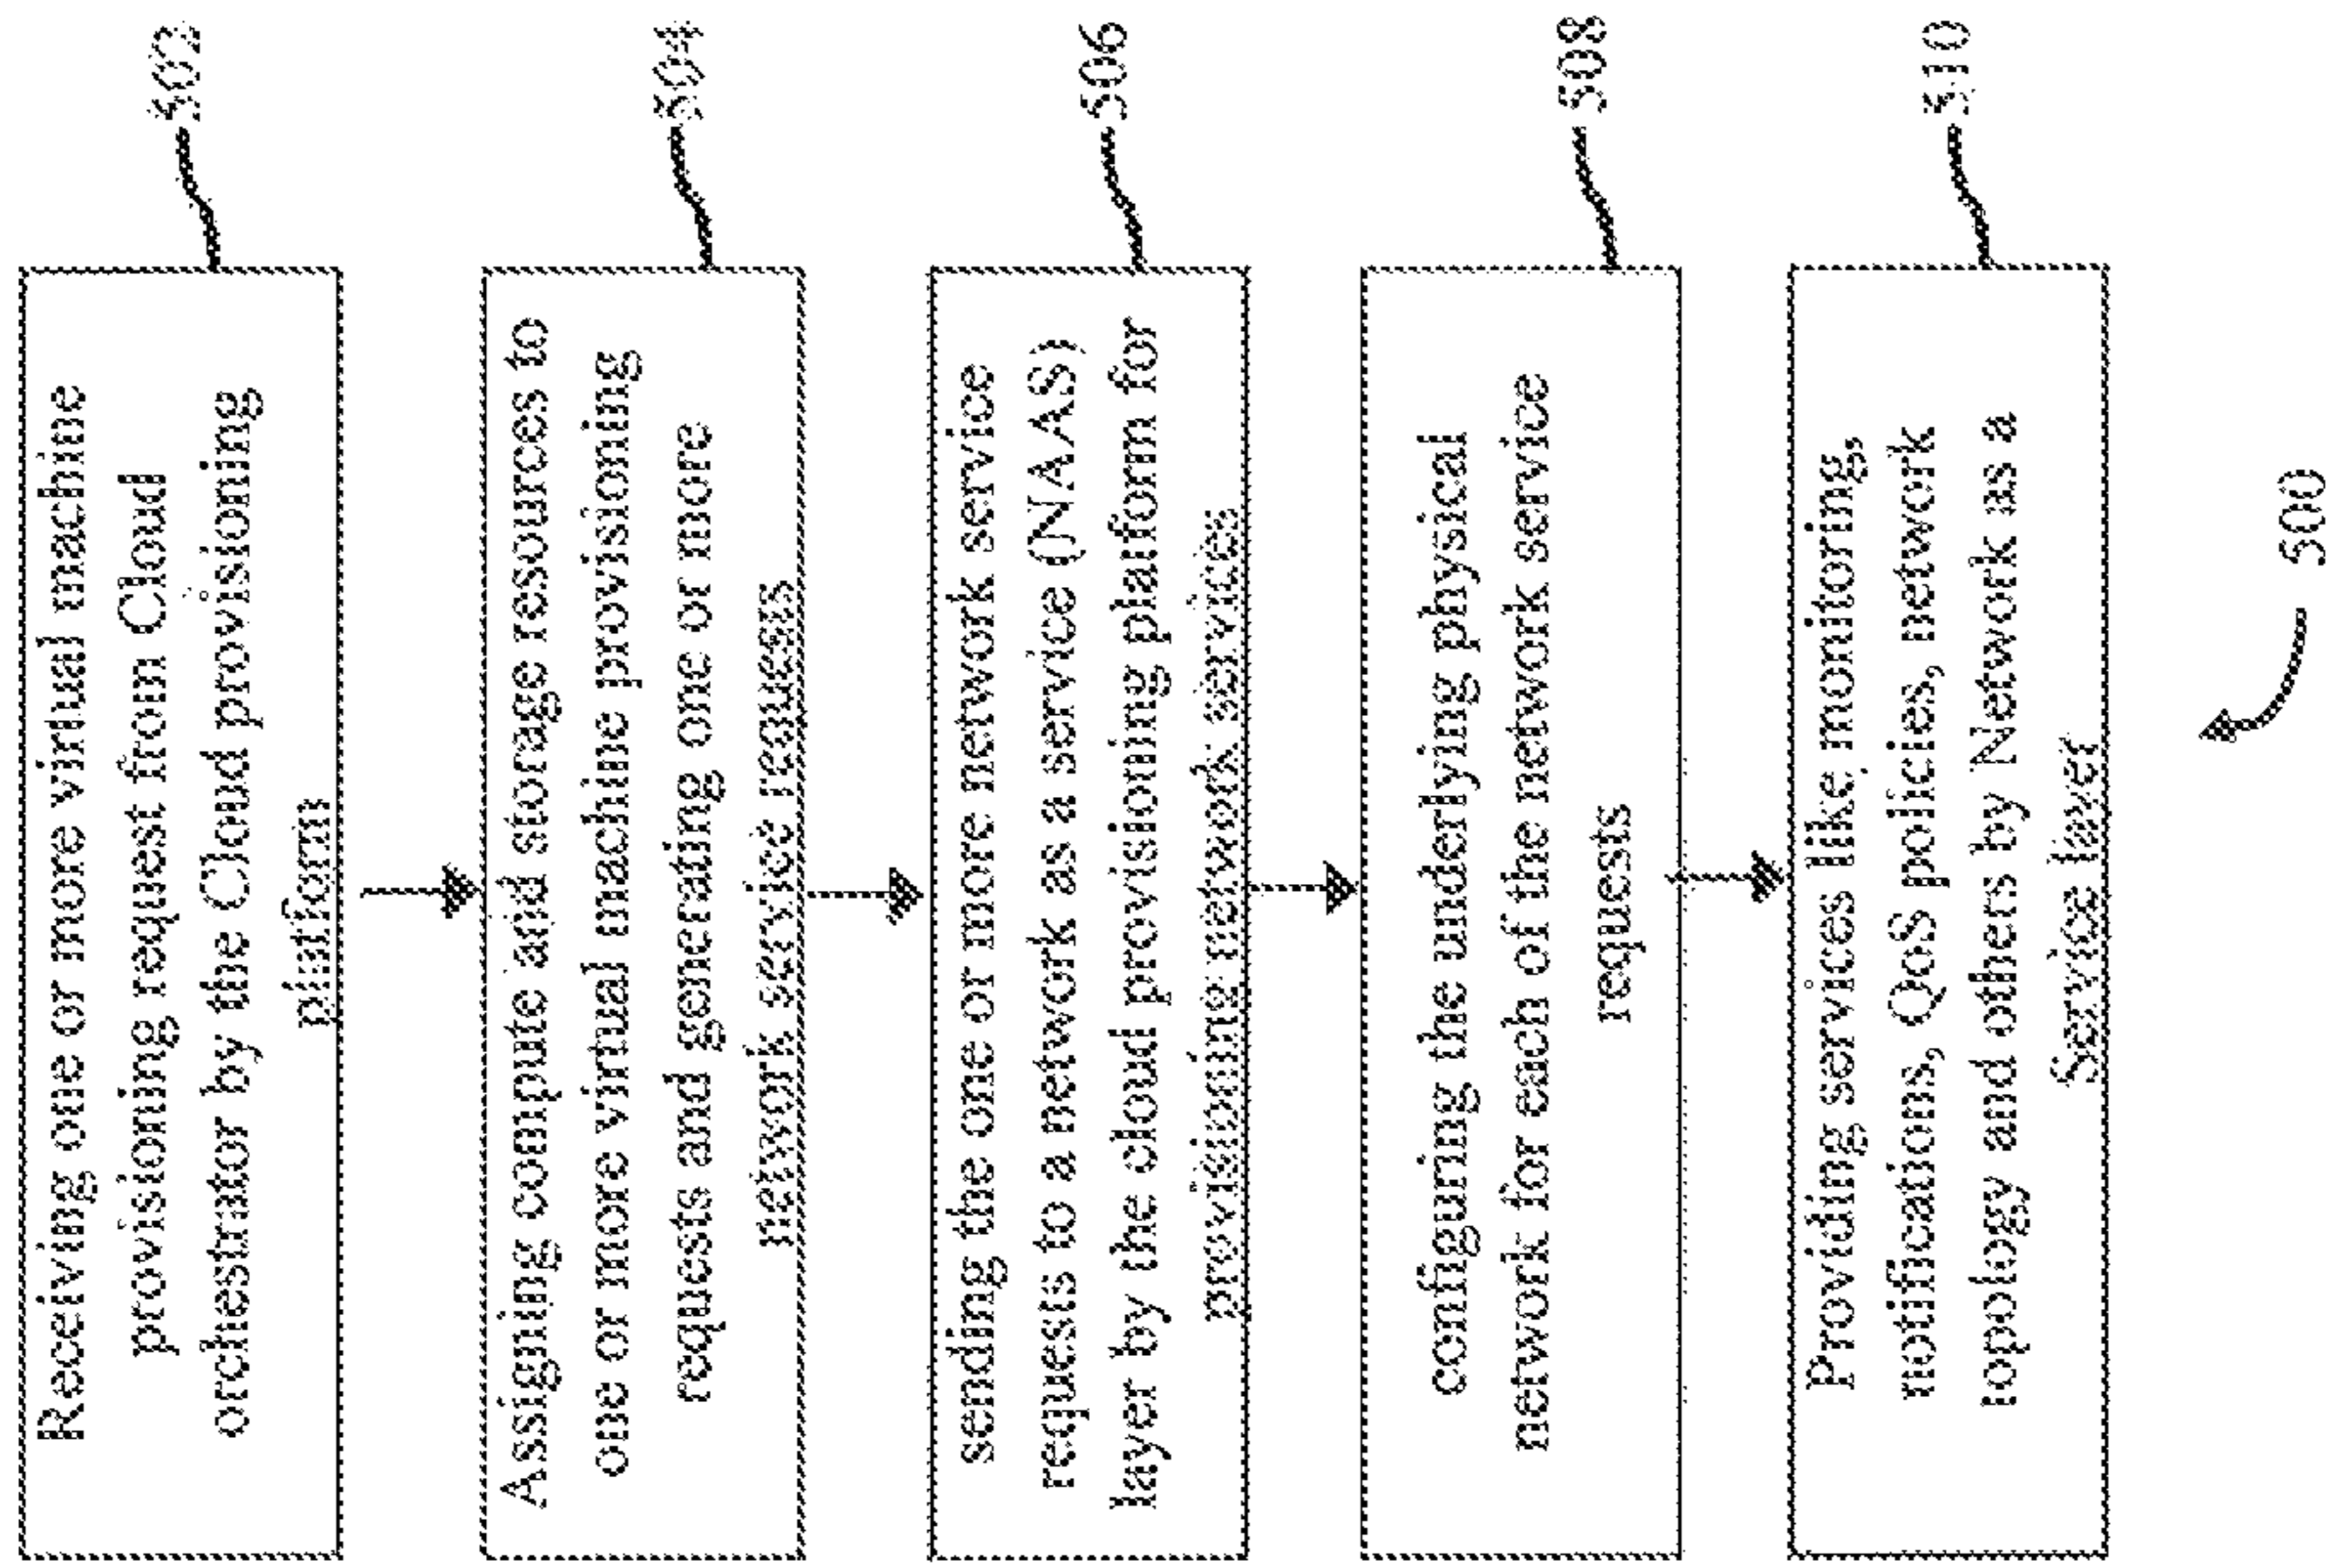 Receiving one or more virtual machine
provisioning request from Cloud
orchestrator by the Cloud provisioning
platform
502
Assigning compute and storage resources to
one or more virtual machine provisioning
requests and generating one or more
network service requests
504
sending the one or more network service
requests to a network as a service (NAAS)
layer by the cloud provisioning platform for
provisioning network services
506
configuring the underlying physical
network for each of the network service
requests
508
Providing services like monitoring,
notifications, QoS policies, network
topology and others by Network as a
Service layer
510
500